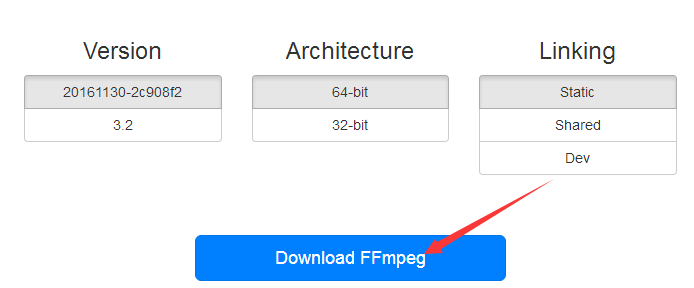 Version
20161130-2c908f2
3.2
Architecture
64-bit
32-bit
Linking
Static
Shared
Dev
Download FFmpeg